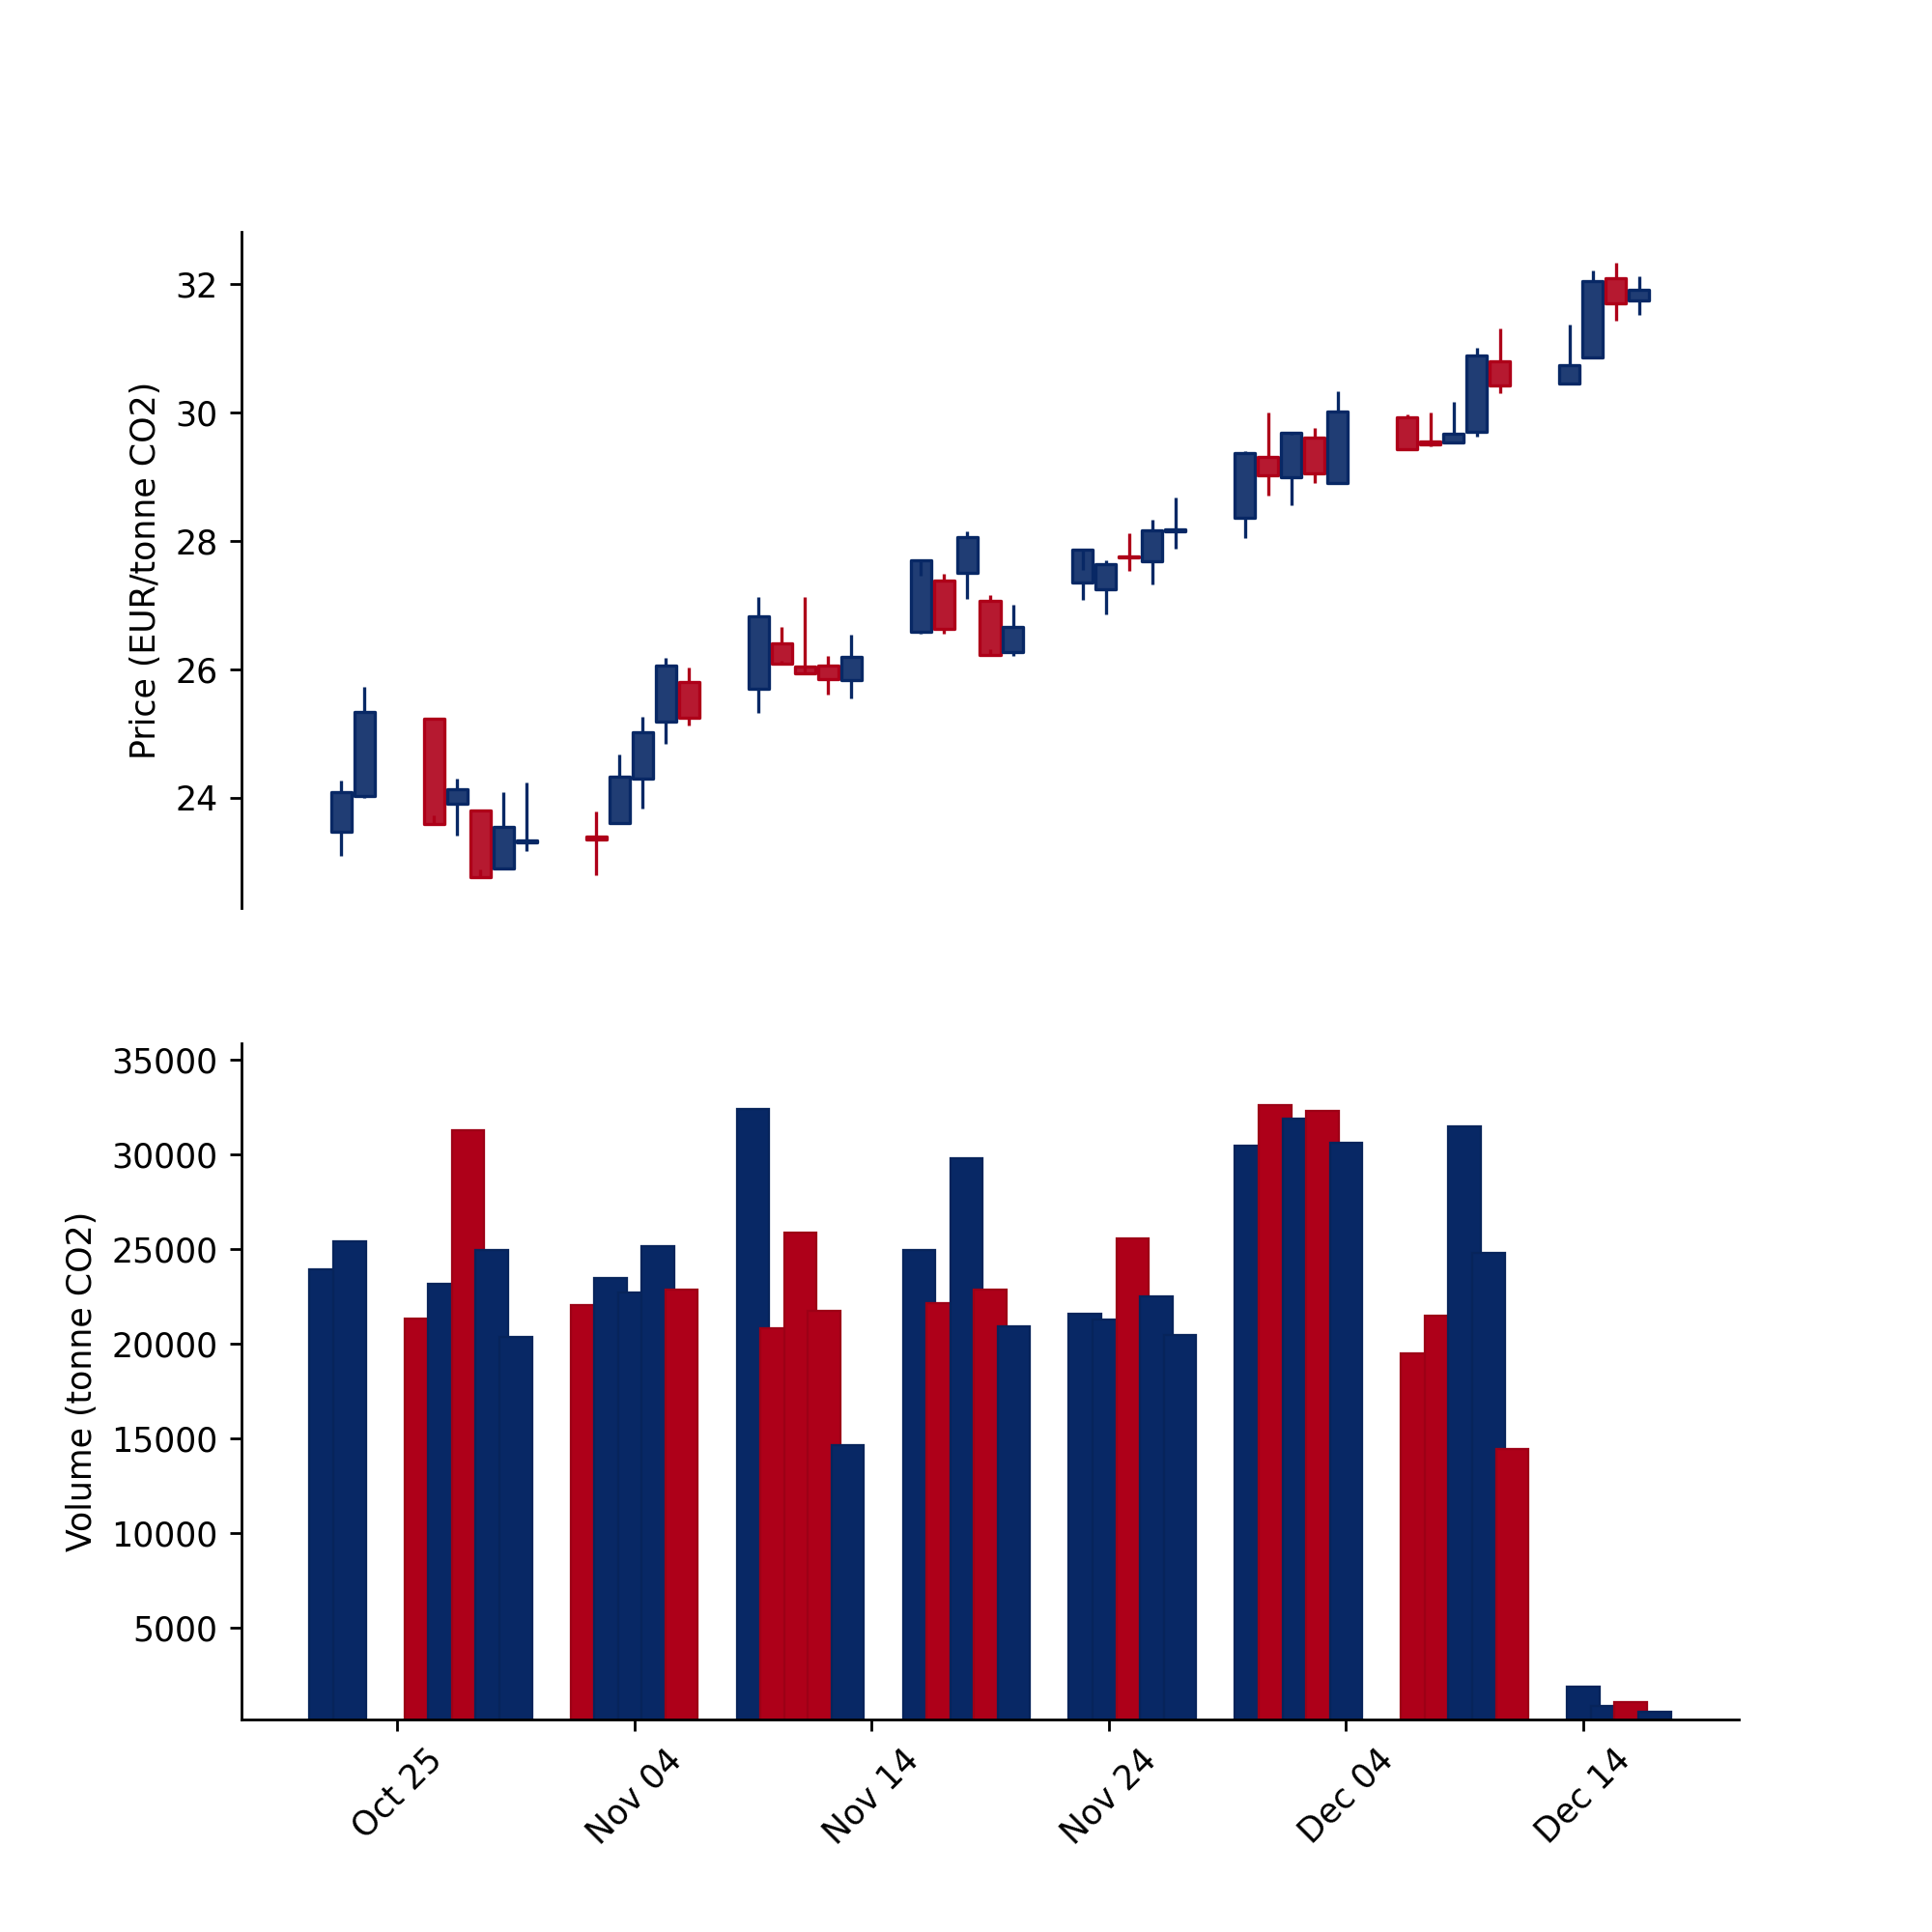 Price (EUR/tonne CO2)
32
30
28
26
24
Volume (tonne CO2)
35000
30000
25000
20000
15000
10000
5000
Oct 25
Nov 04
Nov 14
Nov 24
Dec 04
Dec 14